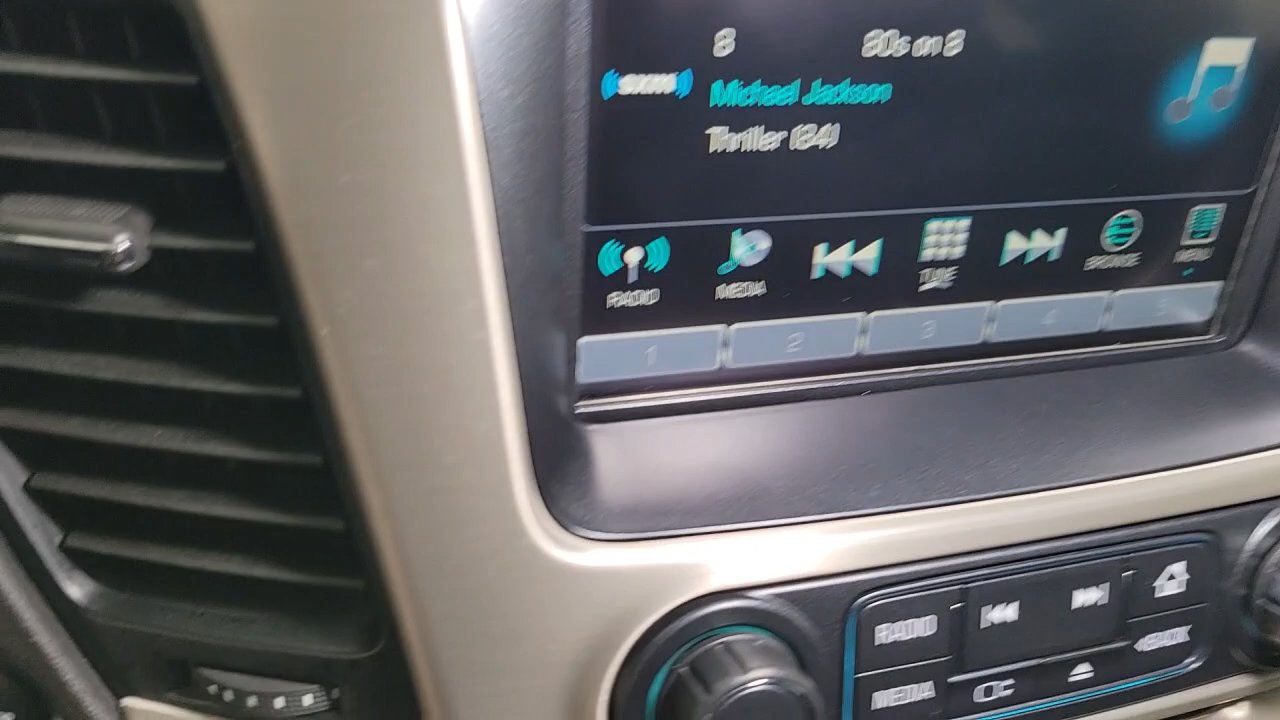 8 80s on 8
SXM
Michael Jackson
Thriller (84)
RADIO MEDIA TUNE BROWSE MENU
1 2 3 4 5
RADIO
MEDIA
BACK